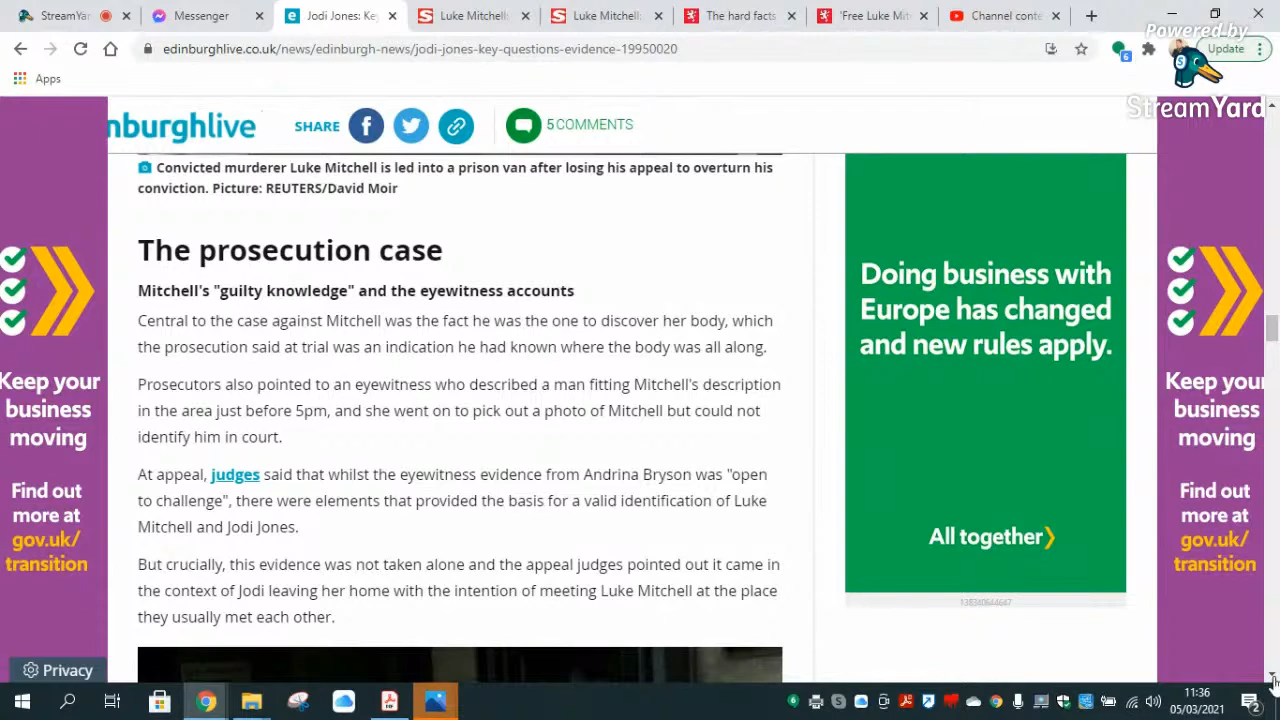 StreamYar
Messenger
Jodi Jones: Key
Luke Mitchell:
Luke Mitchell:
The hard facts
'Free Luke Mit
Channel conte
edinburghlive.co.uk/news/edinburgh-news/jodi-jones-key-questions-evidence-19950020
6
Update
Apps
Powered by
StreamYard
nburghlive
SHARE
5 COMMENTS
Convicted murderer Luke Mitchell is led into a prison van after losing his appeal to overturn his
conviction. Picture: REUTERS/David Moir
The prosecution case
Mitchell's "guilty knowledge" and the eyewitness accounts
Central to the case against Mitchell was the fact he was the one to discover her body, which
the prosecution said at trial was an indication he had known where the body was all along.
Prosecutors also pointed to an eyewitness who described a man fitting Mitchell's description
in the area just before 5pm, and she went on to pick out a photo of Mitchell but could not
identify him in court.
At appeal, judges said that whilst the eyewitness evidence from Andrina Bryson was "open
to challenge", there were elements that provided the basis for a valid identification of Luke
Mitchell and Jodi Jones.
But crucially, this evidence was not taken alone and the appeal judges pointed out it came in
the context of Jodi leaving her home with the intention of meeting Luke Mitchell at the place
they usually met each other.
Doing business with
Europe has changed
and new rules apply.
All together
Keep your
business
moving
Find out
more at
gov.uk/
transition
Keep your
business
moving
Find out
more at
gov.uk/
transition
Privacy
11:36
05/03/2021
2